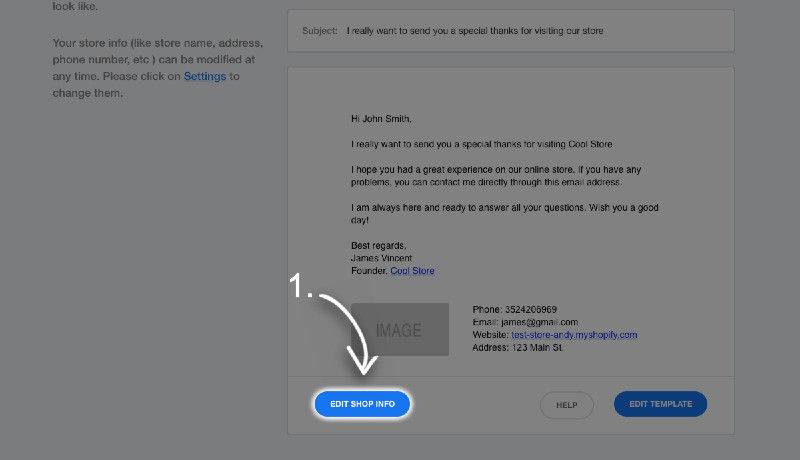 look like.
Your store info (like store name, address,
phone number, etc ) can be modified at
any time. Please click on Settings to
change them.
Subject: I really want to send you a special thanks for visiting our store
Hi John Smith,
I really want to send you a special thanks for visiting Cool Store
I hope you had a great experience on our online store. If you have any
problems, you can contact me directly through this email address.
I am always here and ready to answer all your questions. Wish you a good
day!
Best regards,
James Vincent
Founder, Cool Store
1.
IMAGE
Phone: 3524206969
Email: james@gmail.com
Website: test-store-andy.myshopify.com
Address: 123 Main St.
EDIT SHOP INFO
HELP
EDIT TEMPLATE